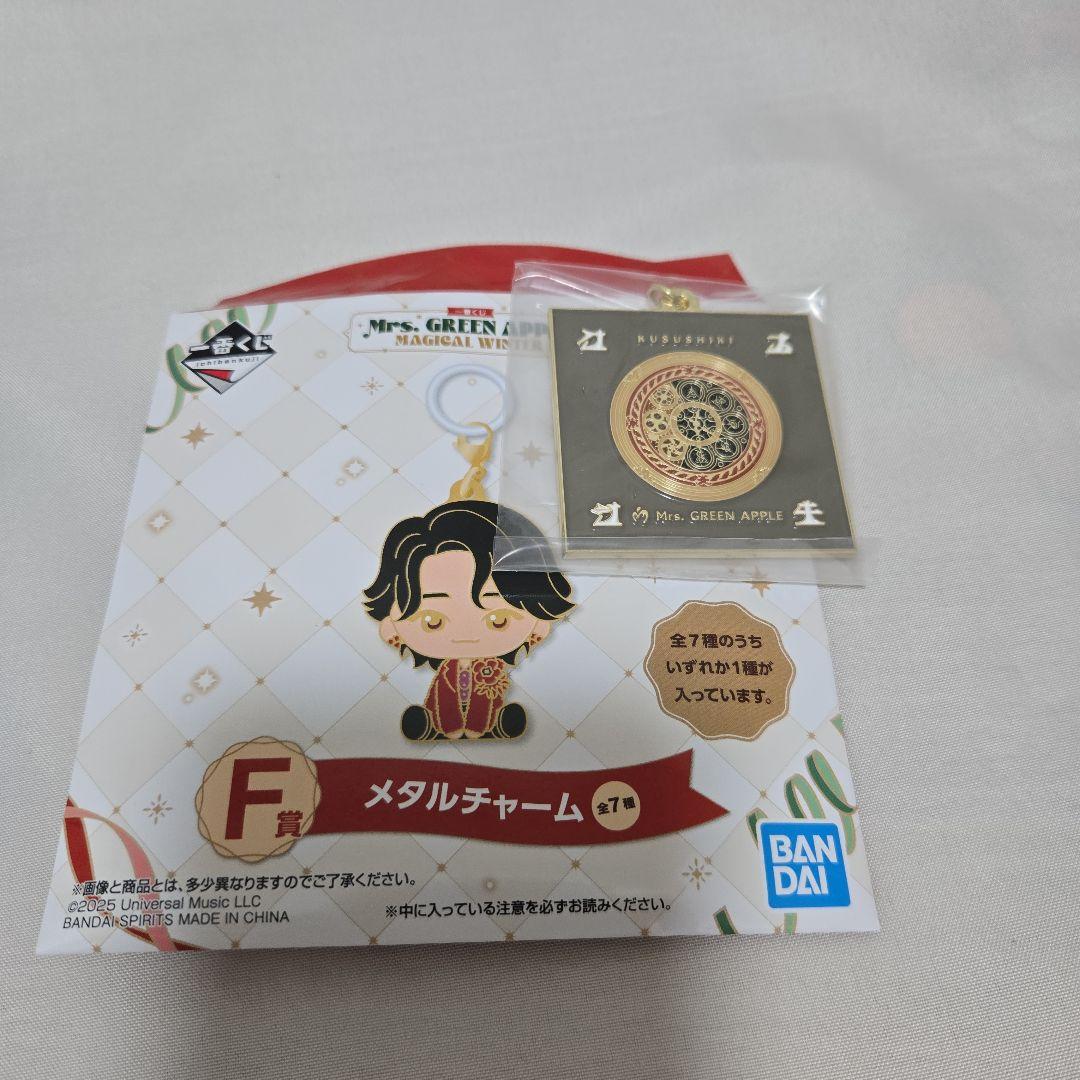 一番くじ
ichibankuji
一番くじ
Mrs. GREEN APP
MAGICAL WINTER
KUSUSHIKI
Mrs. GREEN APPLE
全7種のうち
いずれか1種が
入っています。
F賞
メタルチャーム
全7種
BAN
DAI
※画像と商品とは、多少異なりますのでご了承ください。
©2025 Universal Music LLC
BANDAI SPIRITS MADE IN CHINA
※中に入っている注意を必ずお読みください。